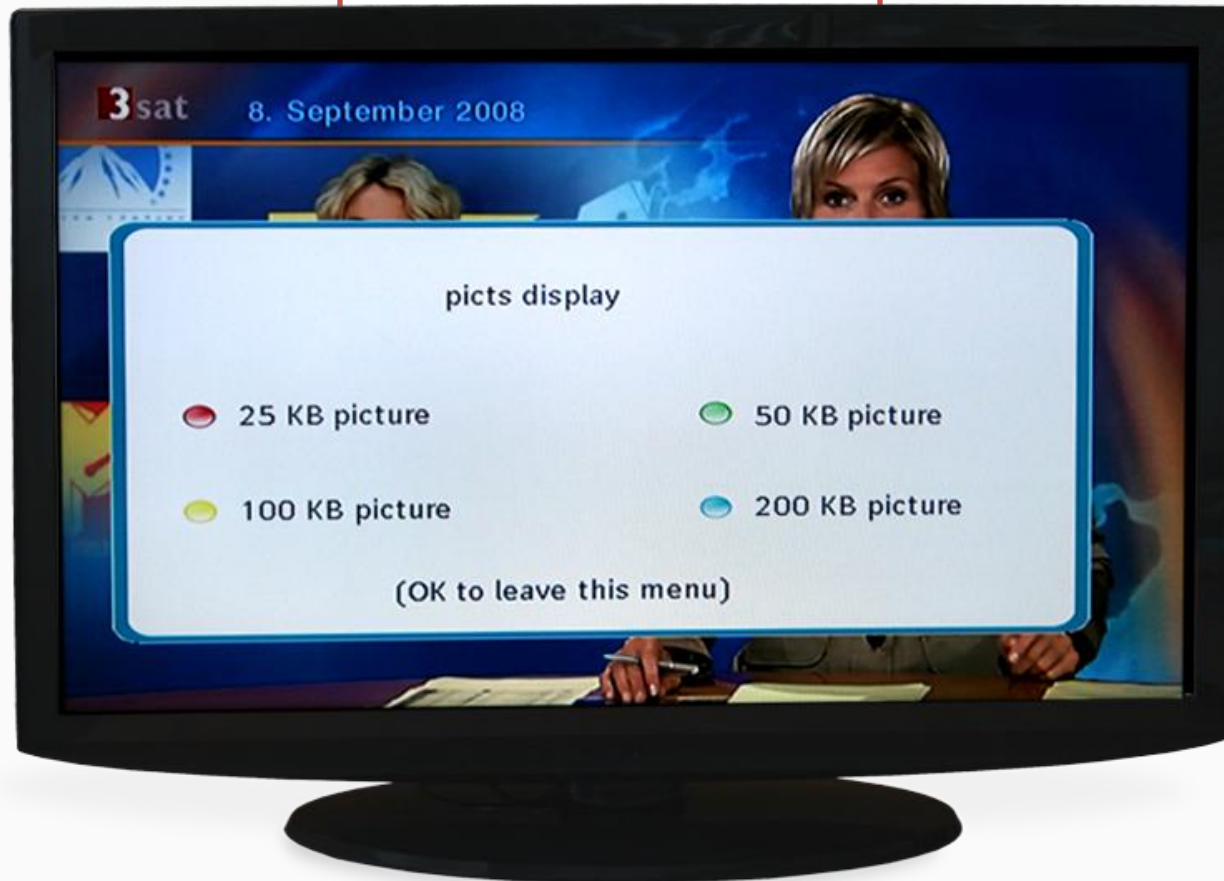 3sat 8. September 2008
picts display
25 KB picture 50 KB picture
100 KB picture 200 KB picture
(OK to leave this menu)